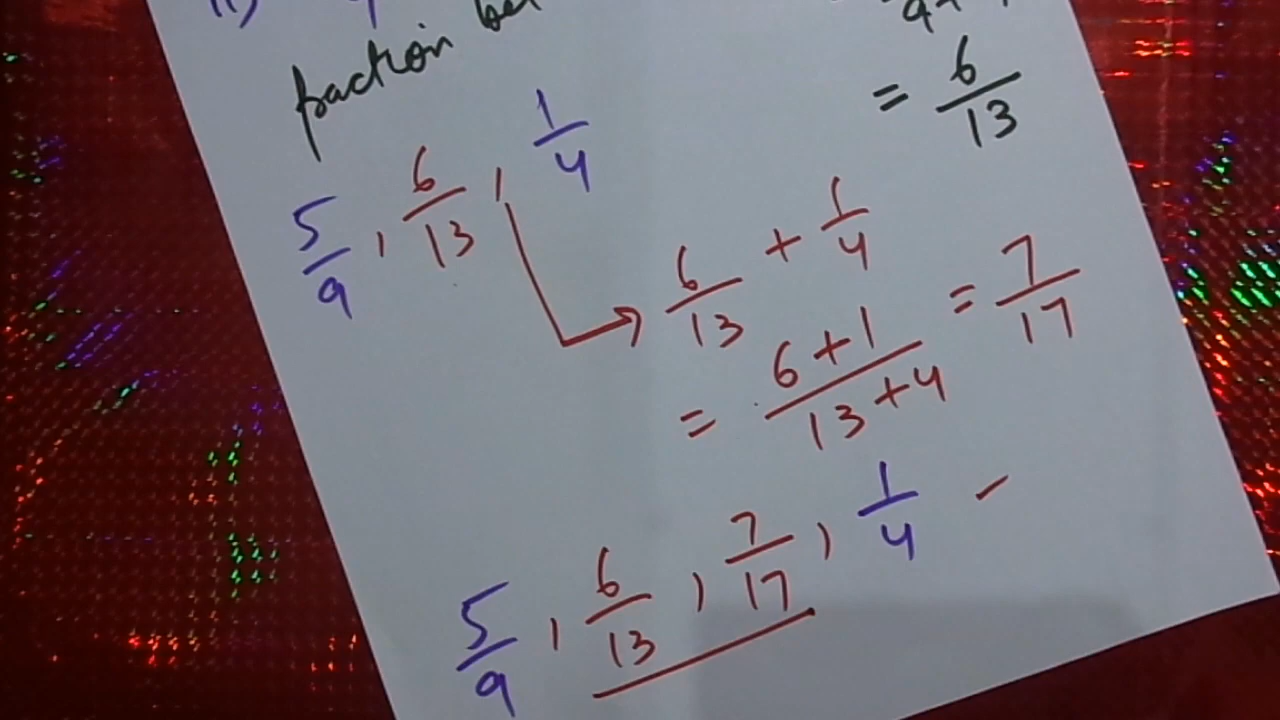 fraction
= 6/13
5/9 , 6/13 , 1/4
6/13 + 1/4
= 6+1/13+4 = 7/17
5/9 , 6/13 , 7/17 , 1/4